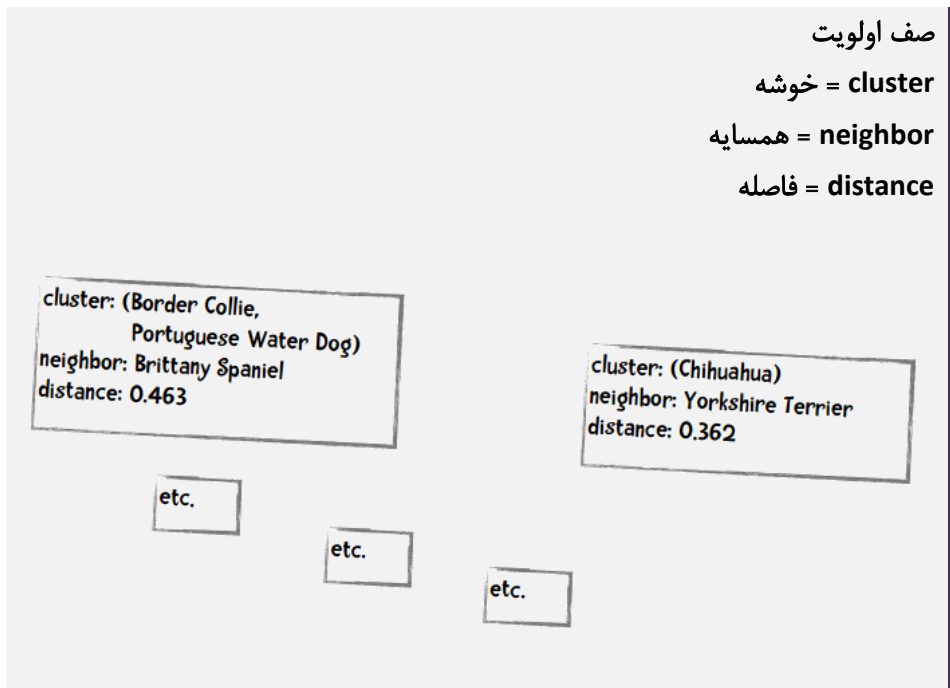 صف اولویت
cluster = خوشه
neighbor = همسایه
distance = فاصله
cluster: (Border Collie,
Portuguese Water Dog)
neighbor: Brittany Spaniel
distance: 0.463
cluster: (Chihuahua)
neighbor: Yorkshire Terrier
distance: 0.362
etc.
etc.
etc.